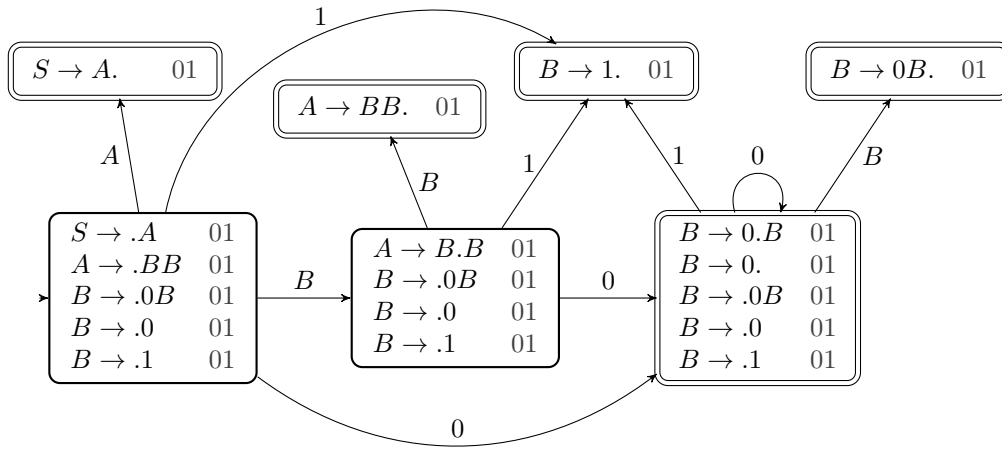 1
S → A. 01
B → 1. 01
B → 0B. 01
A → BB. 01
A
B
1
1
0
B
S → .A 01
A → .BB 01
B → .0B 01
B → .0 01
B → .1 01
B
A → B.B 01
B → .0B 01
B → .0 01
B → .1 01
0
B → 0.B 01
B → 0. 01
B → .0B 01
B → .0 01
B → .1 01
0